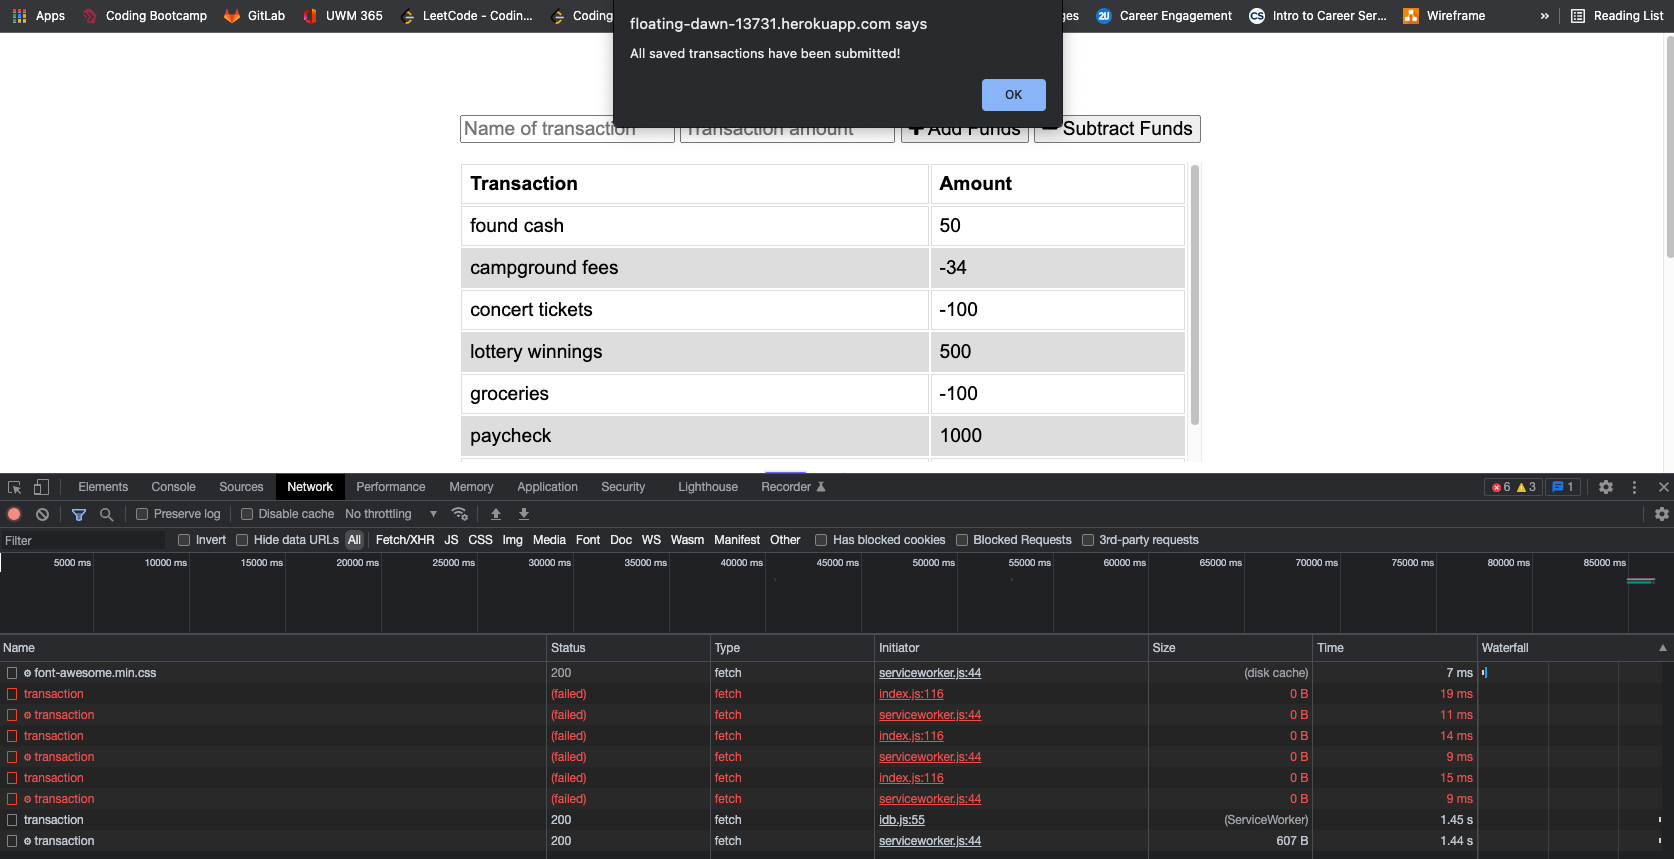 Apps Coding Bootcamp GitLab UWM 365 LeetCode - Codin... Coding ges Career Engagement Intro to Career Ser... Wireframe » Reading List
floating-dawn-13731.herokuapp.com says
All saved transactions have been submitted!
OK
Name of transaction Transaction amount Add Funds Subtract Funds
Transaction Amount
found cash 50
campground fees -34
concert tickets -100
lottery winnings 500
groceries -100
paycheck 1000
Elements Console Sources Network Performance Memory Application Security Lighthouse Recorder 6 3 1
Preserve log Disable cache No throttling
Filter Invert Hide data URLs All Fetch/XHR JS CSS Img Media Font Doc WS Wasm Manifest Other Has blocked cookies Blocked Requests 3rd-party requests
5000 ms 10000 ms 15000 ms 20000 ms 25000 ms 30000 ms 35000 ms 40000 ms 45000 ms 50000 ms 55000 ms 60000 ms 65000 ms 70000 ms 75000 ms 80000 ms 85000 ms
Name Status Type Initiator Size Time Waterfall
font-awesome.min.css 200 fetch serviceworker.js:44 (disk cache) 7 ms
transaction (failed) fetch index.js:116 0 B 19 ms
transaction (failed) fetch serviceworker.js:44 0 B 11 ms
transaction (failed) fetch index.js:116 0 B 14 ms
transaction (failed) fetch serviceworker.js:44 0 B 9 ms
transaction (failed) fetch index.js:116 0 B 15 ms
transaction (failed) fetch serviceworker.js:44 0 B 9 ms
transaction 200 fetch idb.js:55 (ServiceWorker) 1.45 s
transaction 200 fetch serviceworker.js:44 607 B 1.44 s